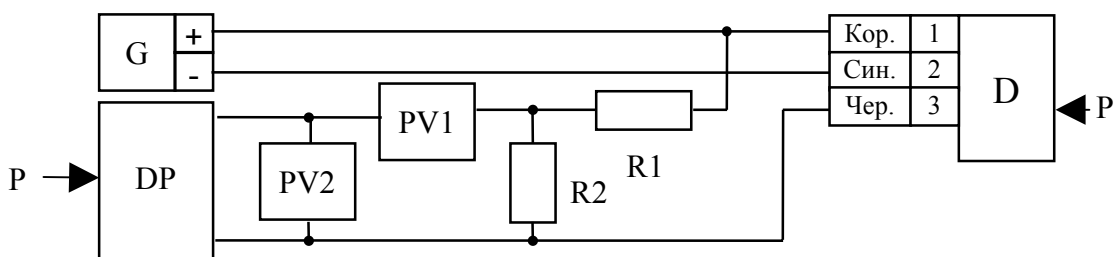 G + -
Кор. 1
Син. 2
Чер. 3
D
P
PV1
R1
R2
PV2
DP
P